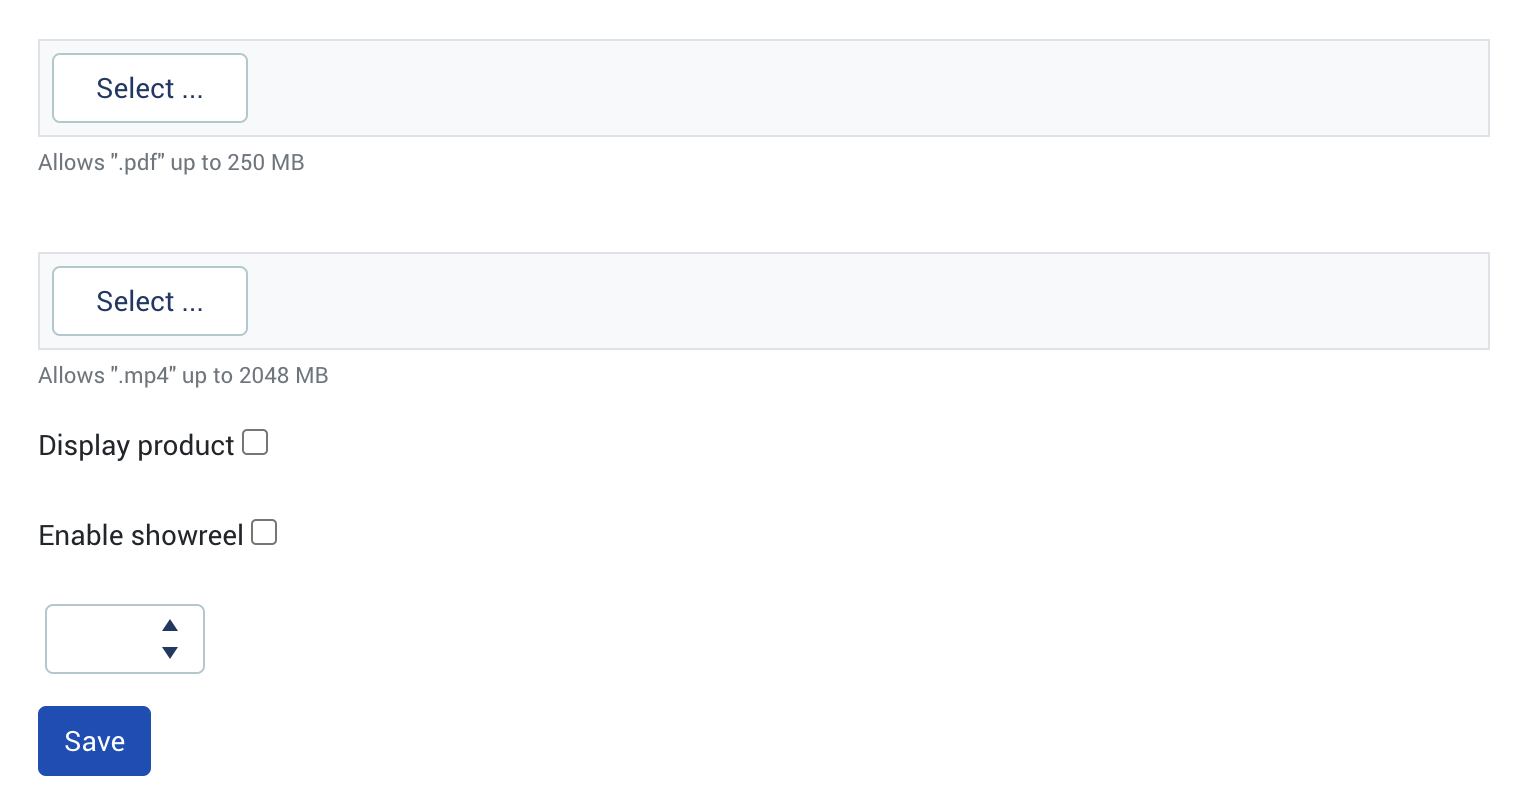 Select ...
Allows ".pdf" up to 250 MB
Select ...
Allows ".mp4" up to 2048 MB
Display product
Enable showreel
Save